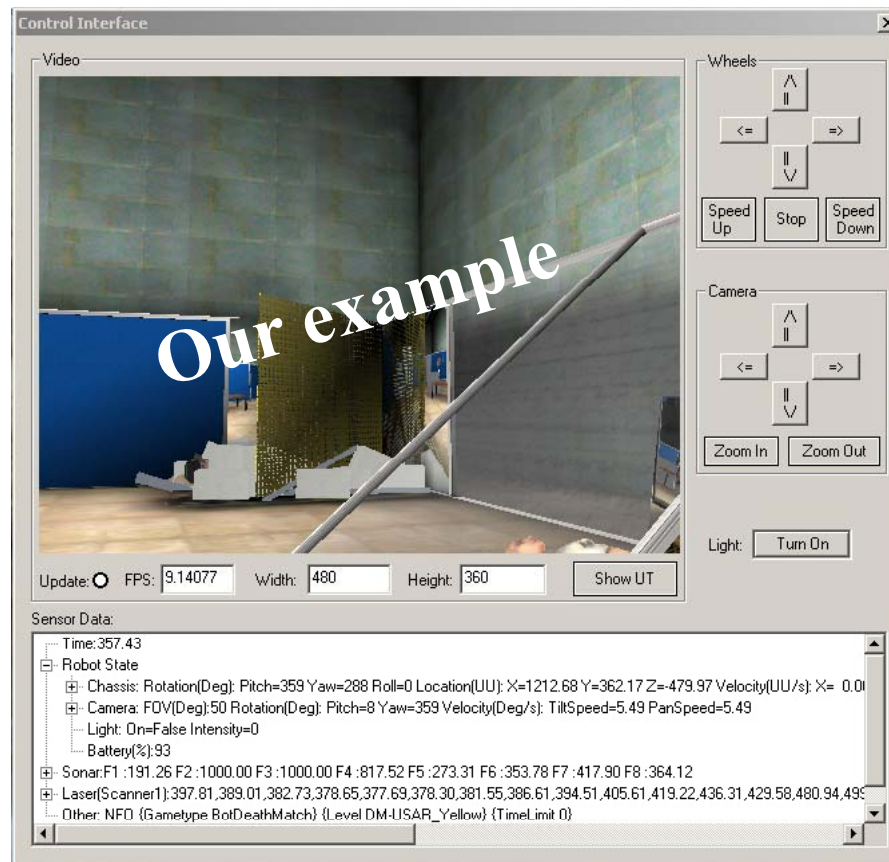 Control Interface
Video
Our example
Update: FPS: 9.14077 Width: 480 Height: 360 Show UT
Wheels
/\
||
<= =>
||
\/
Speed Up Stop Speed Down
Camera
/\
||
<= =>
||
\/
Zoom In Zoom Out
Light: Turn On
Sensor Data:
Time:357.43
Robot State
Chassis: Rotation(Deg): Pitch=359 Yaw=288 Roll=0 Location(UU): X=1212.68 Y=362.17 Z=-479.97 Velocity(UU/s): X= 0.0
Camera: FOV(Deg):50 Rotation(Deg): Pitch=8 Yaw=359 Velocity(Deg/s): TiltSpeed=5.49 PanSpeed=5.49
Light: On=False Intensity=0
Battery(%):93
Sonar:F1 :191.26 F2 :1000.00 F3 :1000.00 F4 :817.52 F5 :273.31 F6 :353.78 F7 :417.90 F8 :364.12
Laser(Scanner1):397.81,389.01,382.73,378.65,377.69,378.30,381.55,386.61,394.51,405.61,419.22,436.31,429.58,480.94,499
Other: NFO {Gametype BotDeathMatch} {Level DM-USAR_Yellow} {TimeLimit 0}